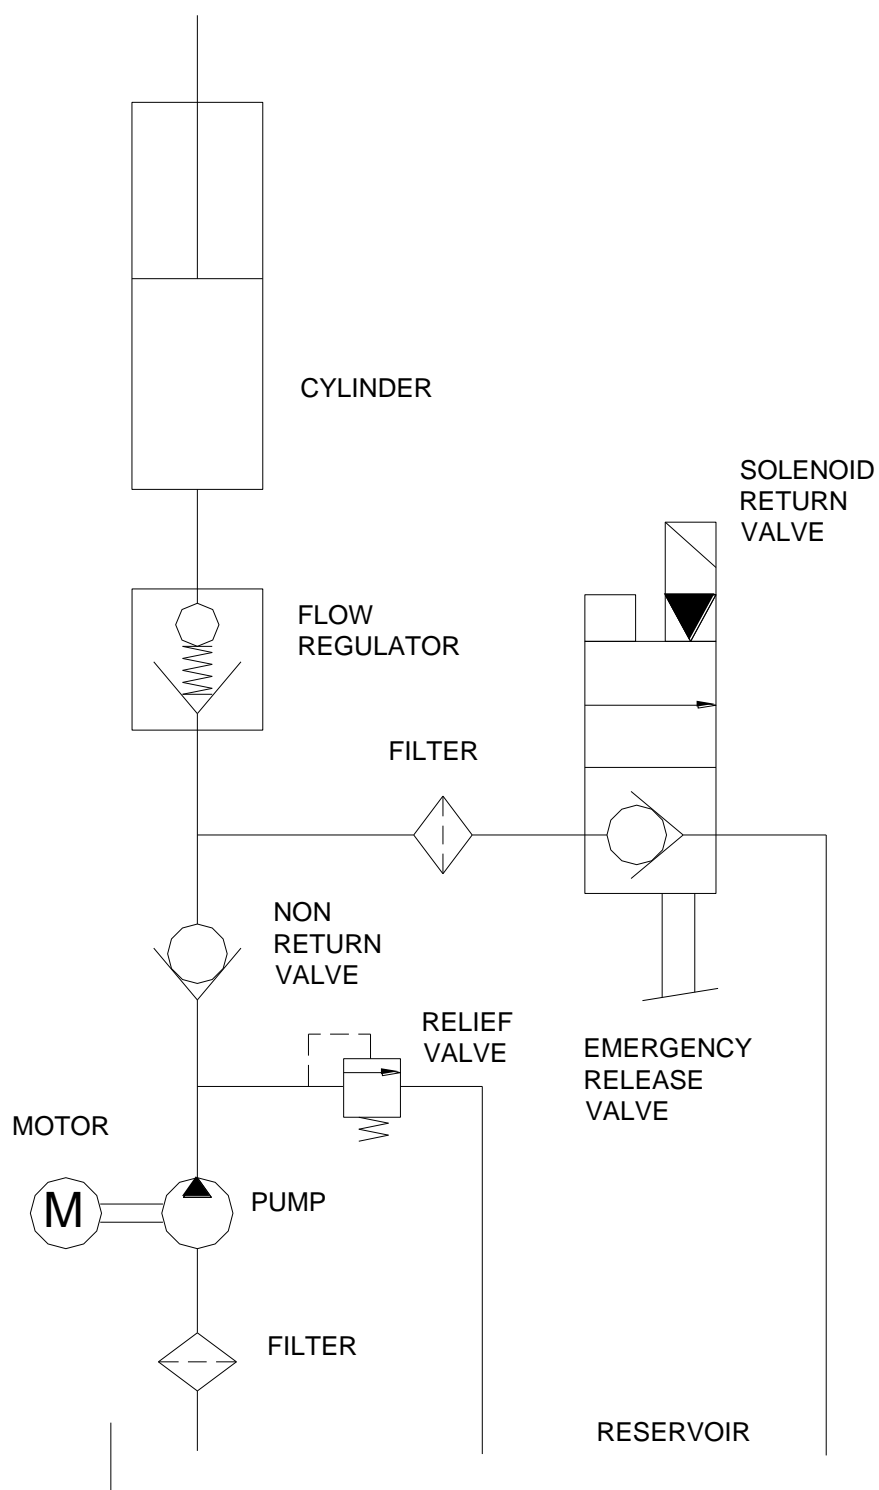 CYLINDER
SOLENOID
RETURN
VALVE
FLOW
REGULATOR
FILTER
NON
RETURN
VALVE
RELIEF
VALVE
EMERGENCY
RELEASE
VALVE
MOTOR
M
PUMP
FILTER
RESERVOIR